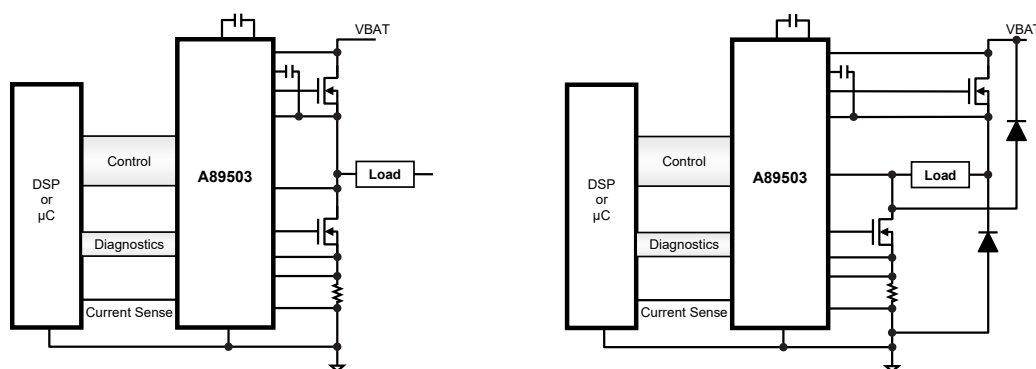 VBAT
DSP
or
µC
Control
A89503
Load
Diagnostics
Current Sense
VBAT
DSP
or
µC
Control
A89503
Load
Diagnostics
Current Sense